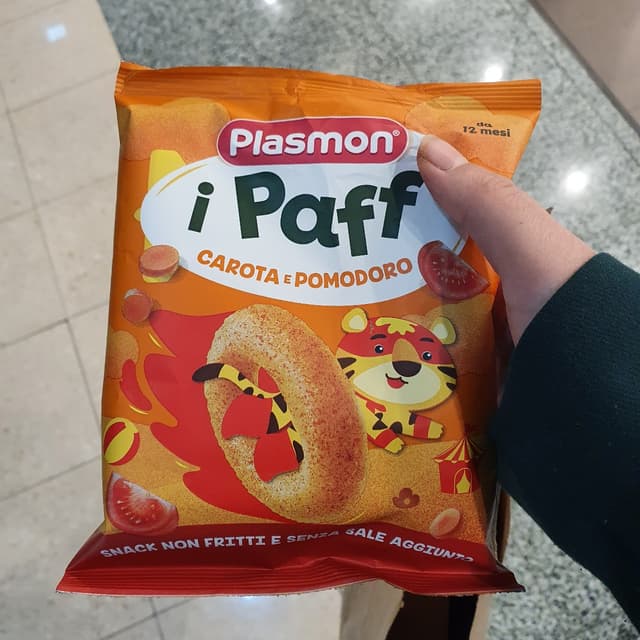 da
12 mesi
Plasmon®
i Paff
CAROTA E POMODORO
SNACK NON FRITTI E SENZA SALE AGGIUNTO